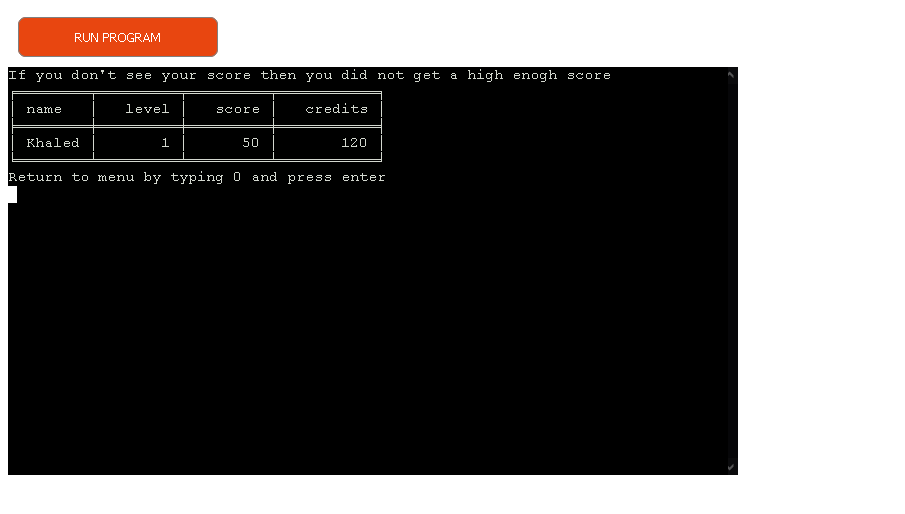 RUN PROGRAM
If you don't see your score then you did not get a high enogh score
name level score credits
Khaled 1 50 120
Return to menu by typing 0 and press enter